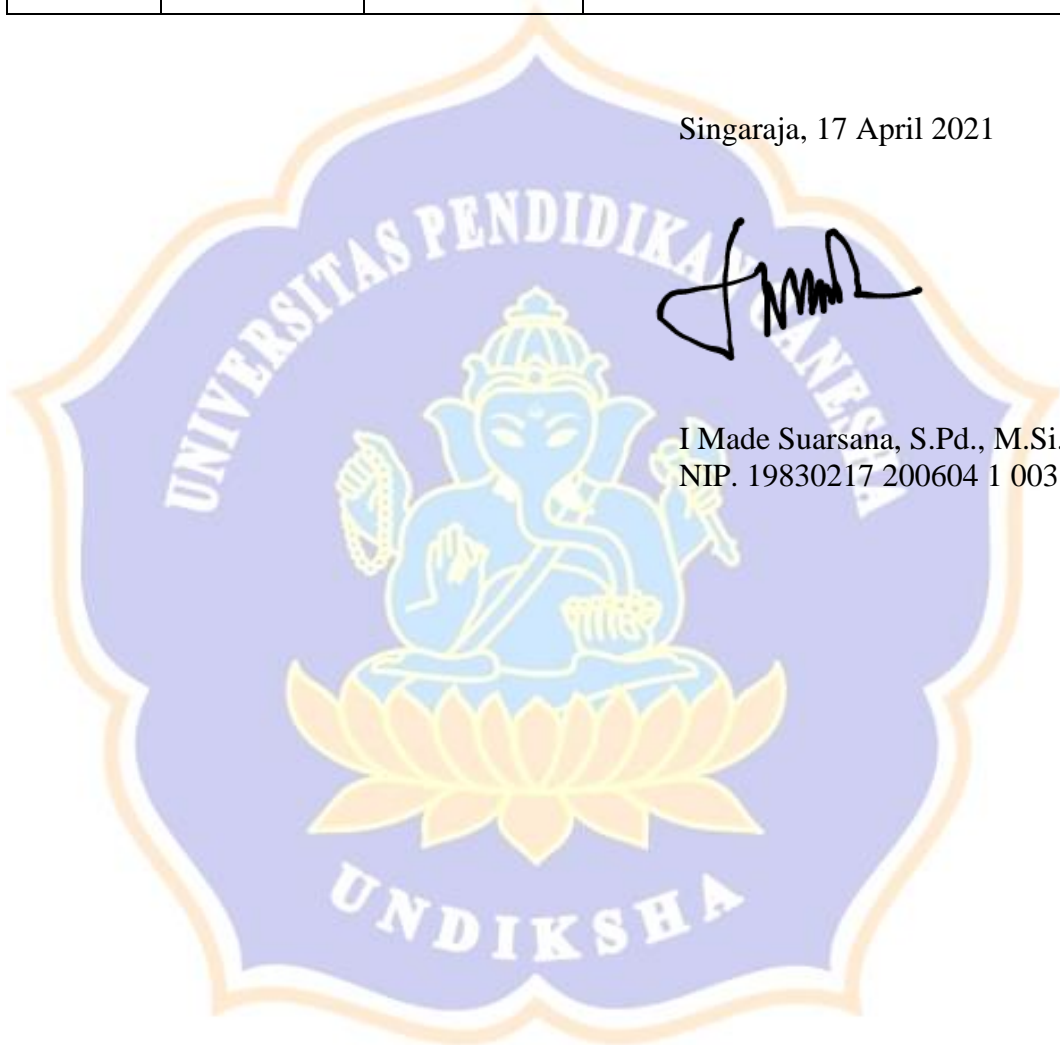 Singaraja, 17 April 2021
UNIVERSITAS PENDIDIKAN GANESHA
I Made Suarsana, S.Pd., M.Si.
NIP. 19830217 200604 1 003
UNDIKSHA